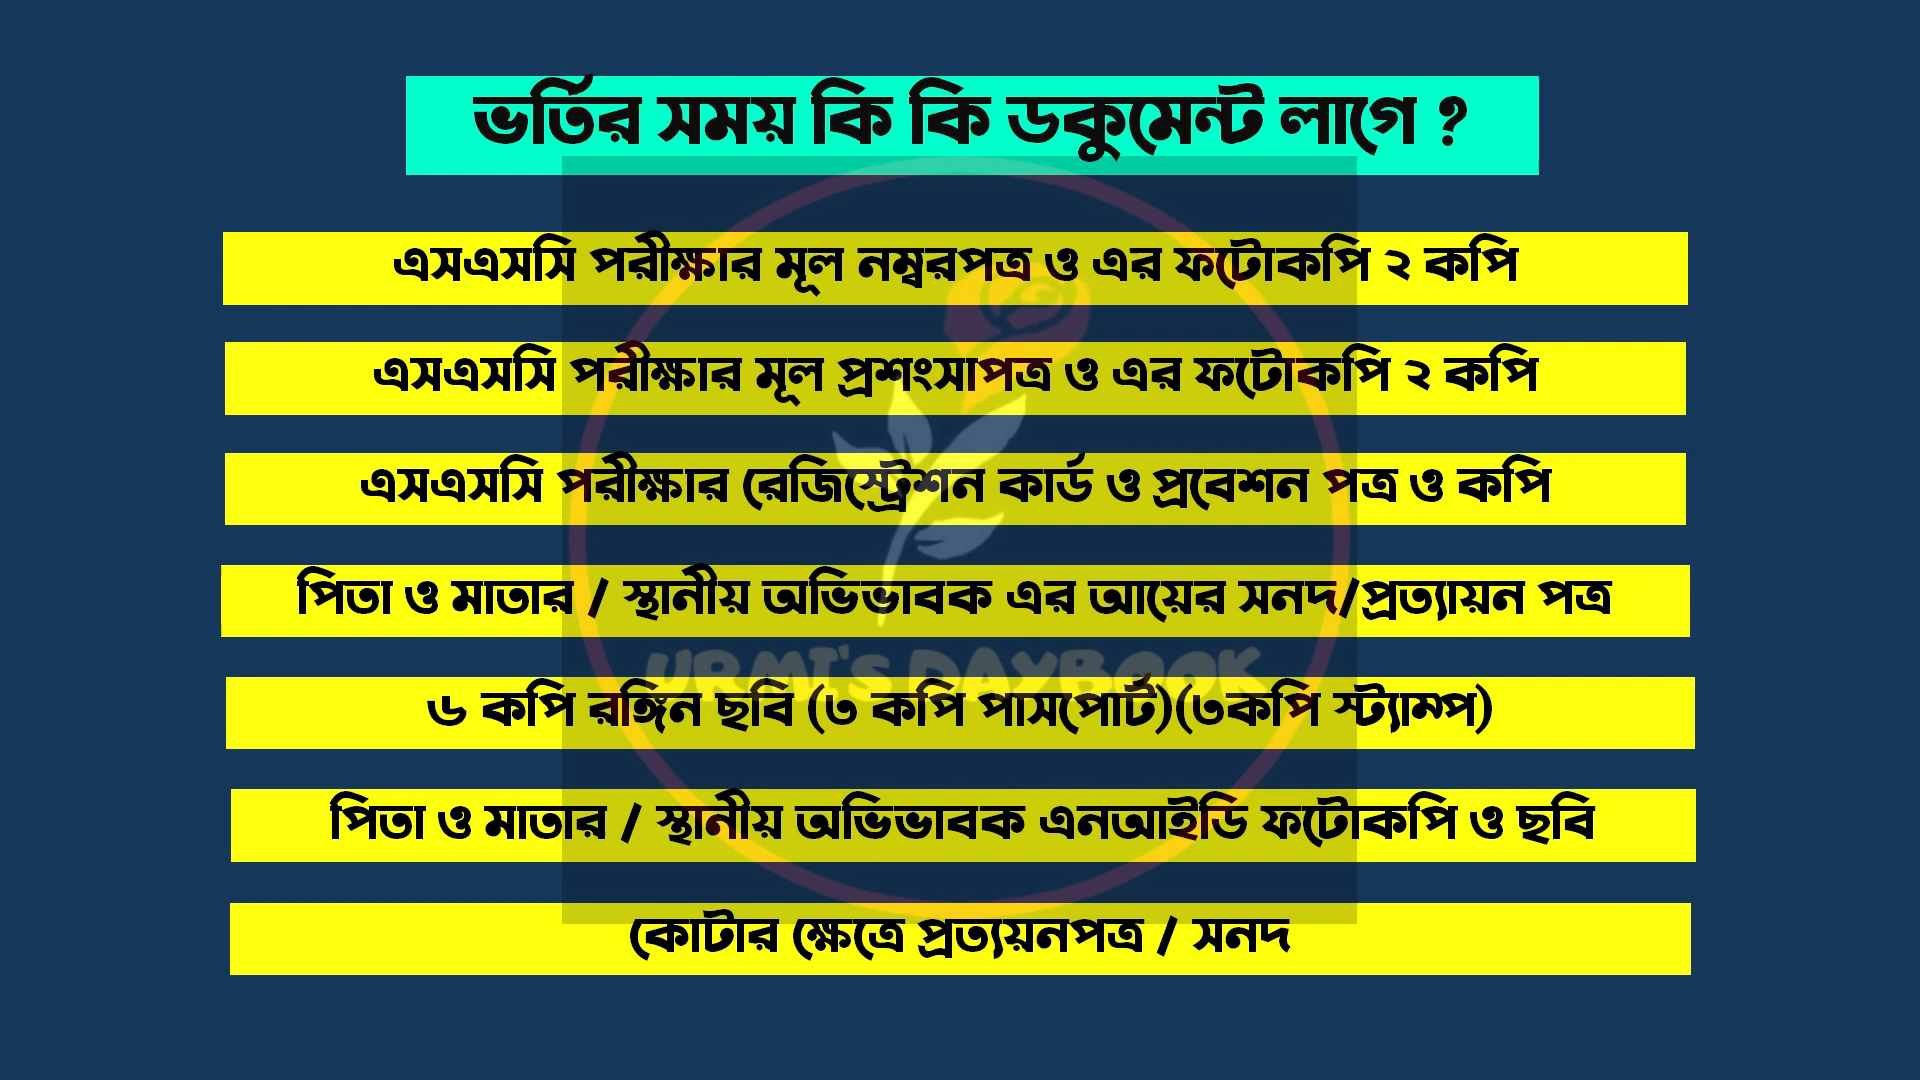 ভর্তির সময় কি কি ডকুমেন্ট লাগে ?
এসএসসি পরীক্ষার মূল নম্বরপত্র ও এর ফটোকপি ২ কপি
এসএসসি পরীক্ষার মূল প্রশংসাপত্র ও এর ফটোকপি ২ কপি
এসএসসি পরীক্ষার রেজিস্ট্রেশন কার্ড ও প্রবেশন পত্র ও কপি
পিতা ও মাতার / স্থানীয় অভিভাবক এর আয়ের সনদ/প্রত্যায়ন পত্র
URMI'S DAYBOOK
৬ কপি রঙ্গিন ছবি (৩ কপি পাসপোর্ট)(৩কপি স্ট্যাম্প)
পিতা ও মাতার / স্থানীয় অভিভাবক এনআইডি ফটোকপি ও ছবি
কোটার ক্ষেত্রে প্রত্যয়নপত্র / সনদ